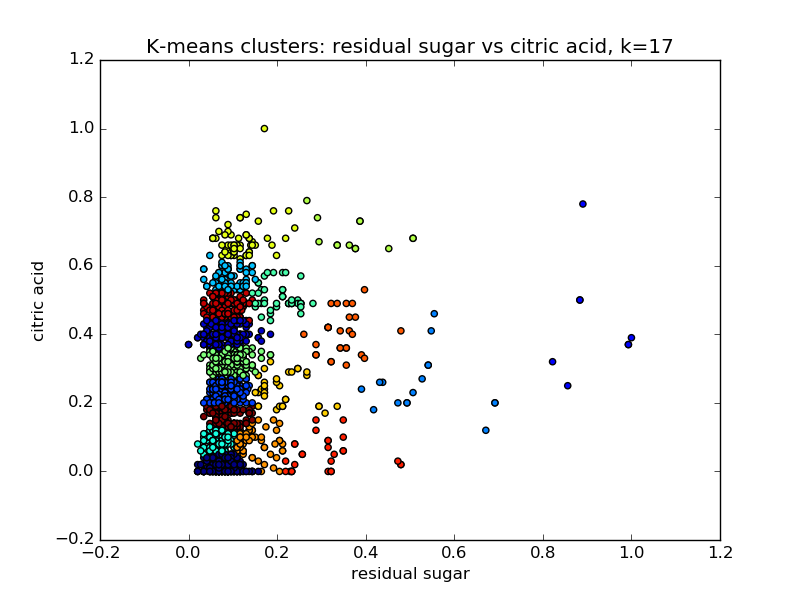 K-means clusters: residual sugar vs citric acid, k=17
1.2
1.0
0.8
0.6
0.4
0.2
0.0
−0.2
citric acid
−0.2 0.0 0.2 0.4 0.6 0.8 1.0 1.2
residual sugar